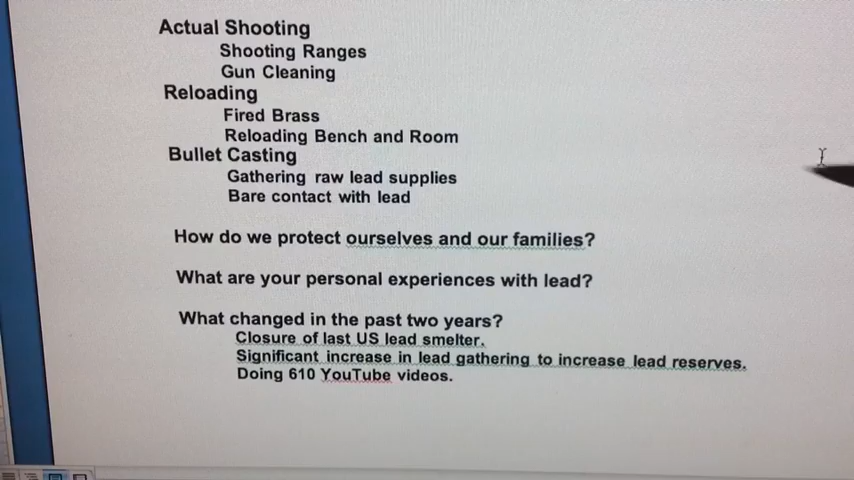 Actual Shooting
Shooting Ranges
Gun Cleaning
Reloading
Fired Brass
Reloading Bench and Room
Bullet Casting
Gathering raw lead supplies
Bare contact with lead
How do we protect ourselves and our families?
What are your personal experiences with lead?
What changed in the past two years?
Closure of last US lead smelter.
Significant increase in lead gathering to increase lead reserves.
Doing 610 YouTube videos.